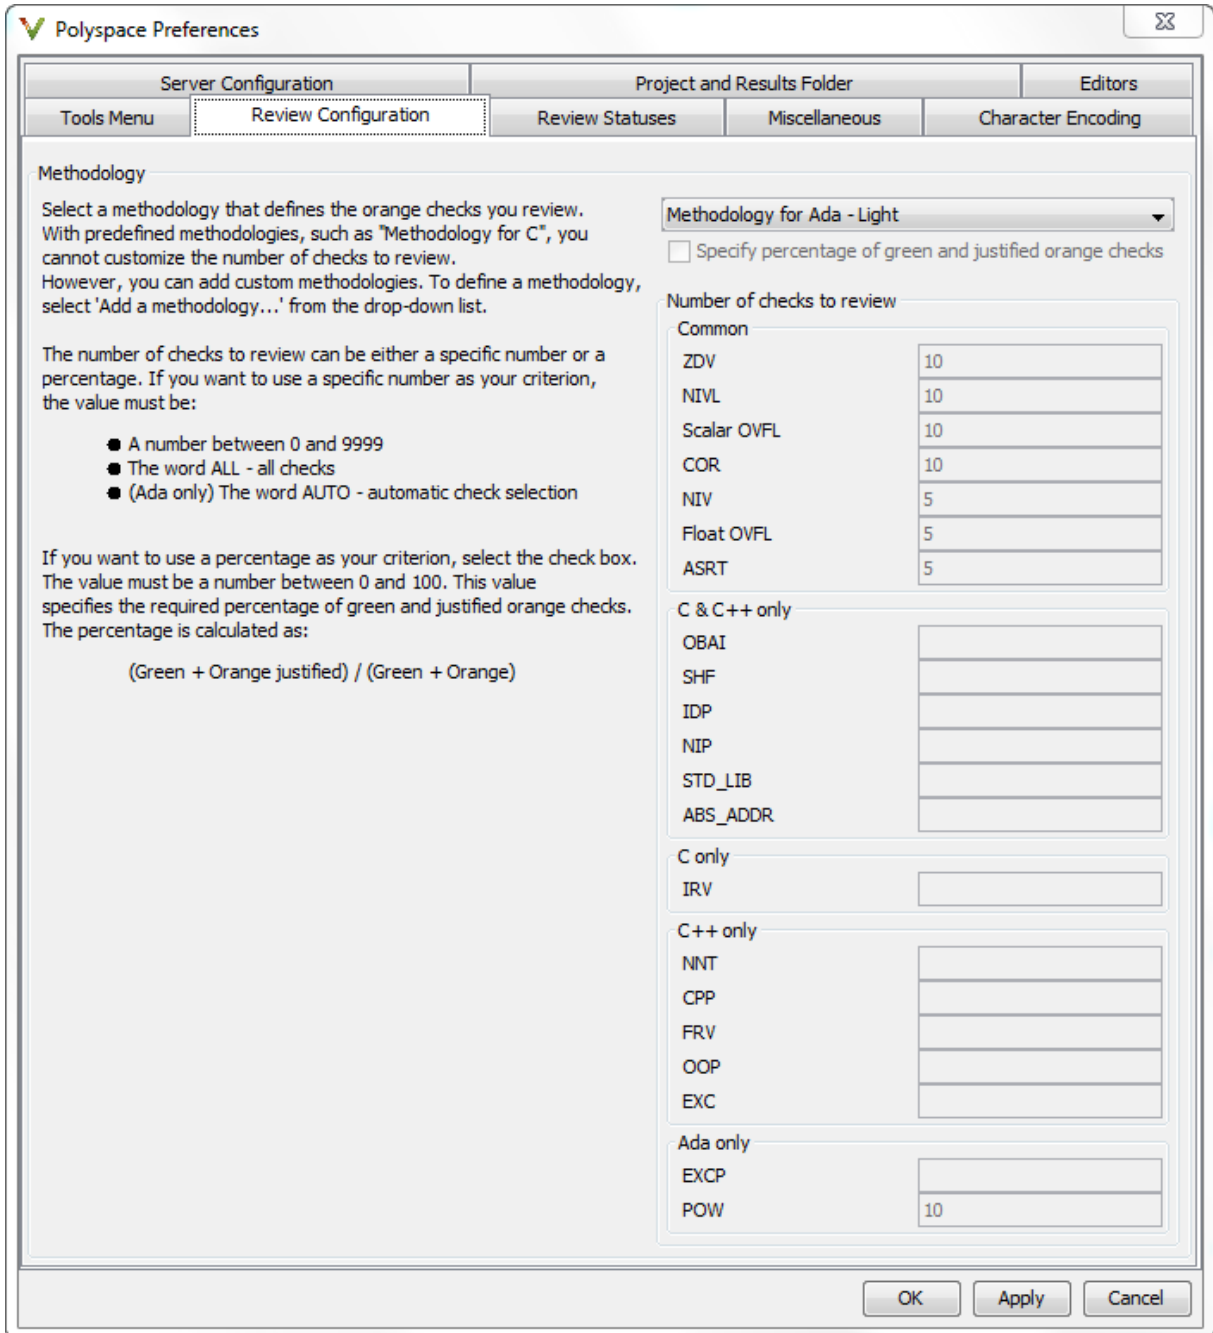 Polyspace Preferences
Server Configuration
Project and Results Folder
Editors
Tools Menu
Review Configuration
Review Statuses
Miscellaneous
Character Encoding
Methodology
Select a methodology that defines the orange checks you review.
With predefined methodologies, such as "Methodology for C", you
cannot customize the number of checks to review.
However, you can add custom methodologies. To define a methodology,
select 'Add a methodology...' from the drop-down list.
The number of checks to review can be either a specific number or a
percentage. If you want to use a specific number as your criterion,
the value must be:
● A number between 0 and 9999
● The word ALL - all checks
● (Ada only) The word AUTO - automatic check selection
If you want to use a percentage as your criterion, select the check box.
The value must be a number between 0 and 100. This value
specifies the required percentage of green and justified orange checks.
The percentage is calculated as:
(Green + Orange justified) / (Green + Orange)
Methodology for Ada - Light
Specify percentage of green and justified orange checks
Number of checks to review
Common
ZDV 10
NIVL 10
Scalar OVFL 10
COR 10
NIV 5
Float OVFL 5
ASRT 5
C & C++ only
OBAI
SHF
IDP
NIP
STD_LIB
ABS_ADDR
C only
IRV
C++ only
NNT
CPP
FRV
OOP
EXC
Ada only
EXCP
POW 10
OK
Apply
Cancel